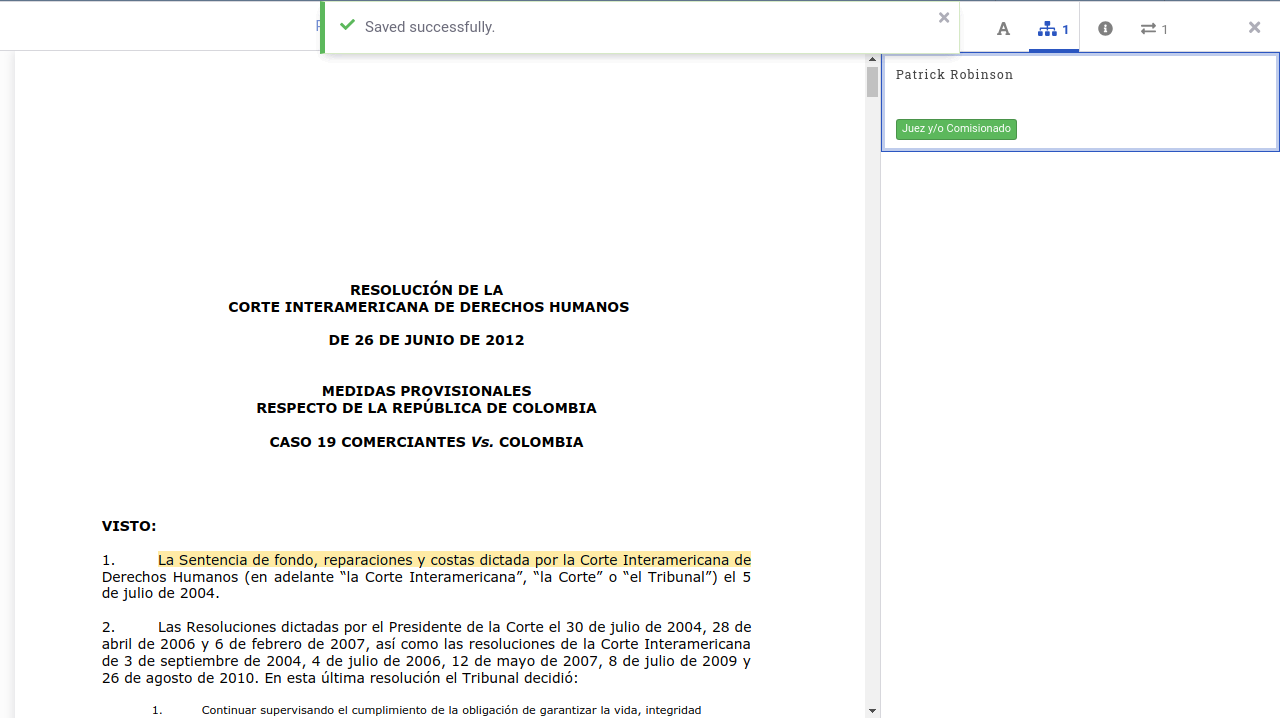 Saved successfully.
A
1
1
Patrick Robinson
Juez y/o Comisionado
RESOLUCIÓN DE LA
CORTE INTERAMERICANA DE DERECHOS HUMANOS
DE 26 DE JUNIO DE 2012
MEDIDAS PROVISIONALES
RESPECTO DE LA REPÚBLICA DE COLOMBIA
CASO 19 COMERCIANTES Vs. COLOMBIA
VISTO:
1. La Sentencia de fondo, reparaciones y costas dictada por la Corte Interamericana de
Derechos Humanos (en adelante “la Corte Interamericana”, “la Corte” o “el Tribunal”) el 5
de julio de 2004.
2. Las Resoluciones dictadas por el Presidente de la Corte el 30 de julio de 2004, 28 de
abril de 2006 y 6 de febrero de 2007, así como las resoluciones de la Corte Interamericana
de 3 de septiembre de 2004, 4 de julio de 2006, 12 de mayo de 2007, 8 de julio de 2009 y
26 de agosto de 2010. En esta última resolución el Tribunal decidió:
1. Continuar supervisando el cumplimiento de la obligación de garantizar la vida, integridad